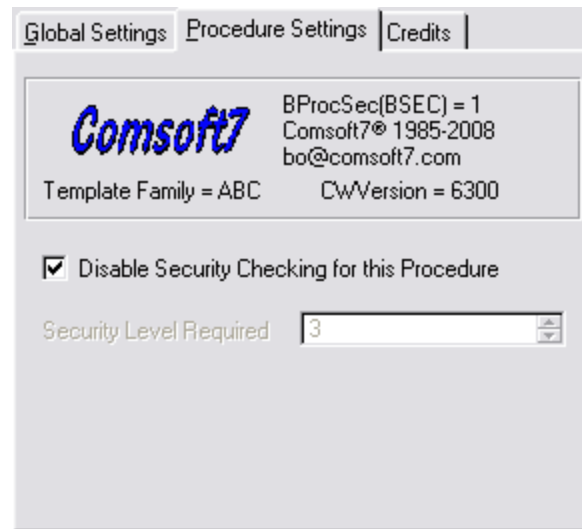 Global Settings Procedure Settings Credits
Comsoft7
BProcSec(BSEC) = 1
Comsoft7® 1985-2008
bo@comsoft7.com
Template Family = ABC CWVersion = 6300
Disable Security Checking for this Procedure
Security Level Required 3